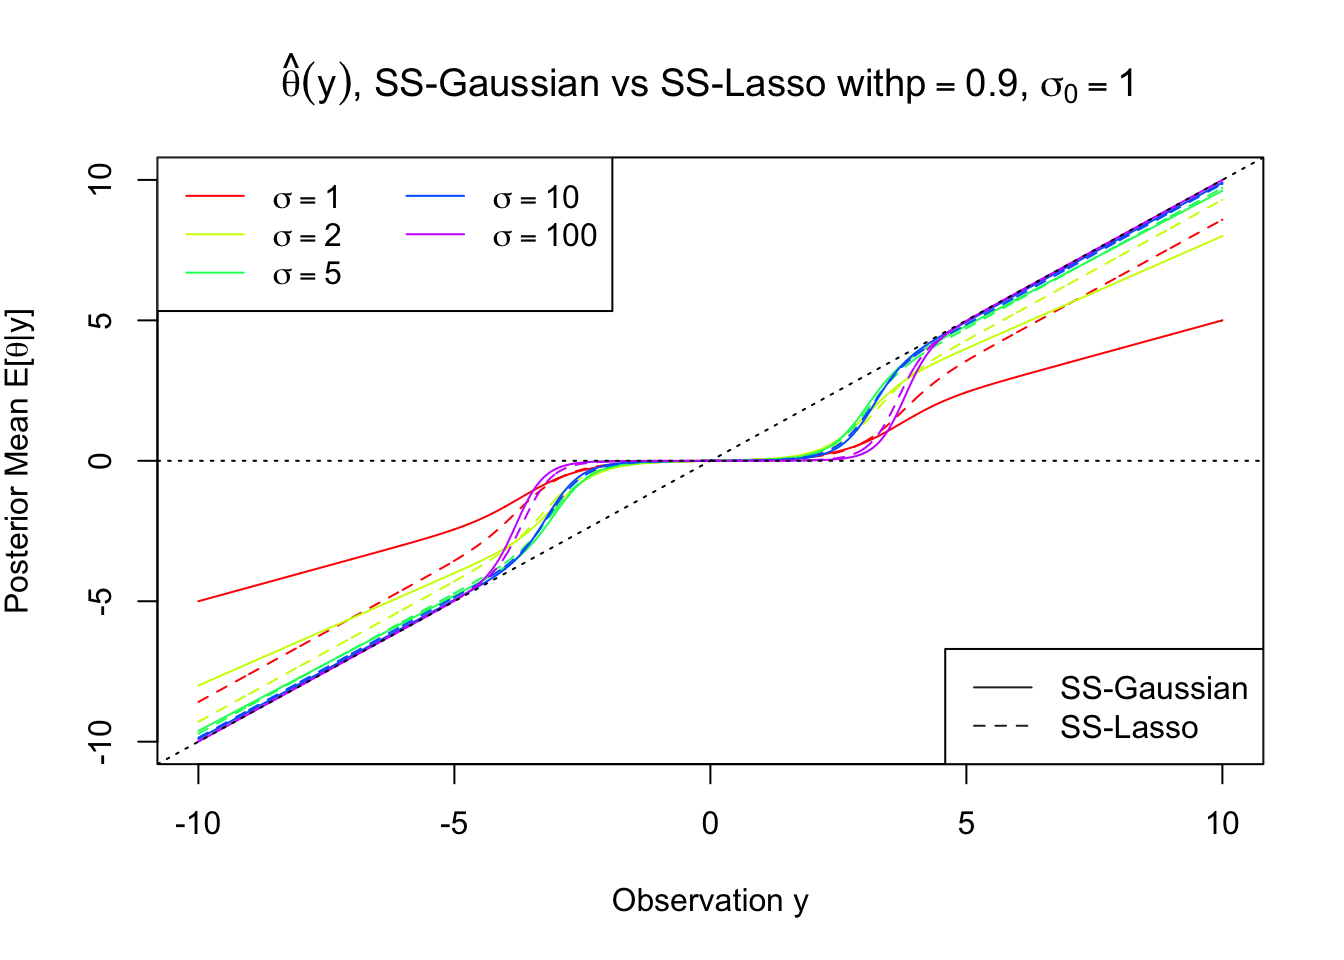 θ̂(y), SS-Gaussian vs SS-Lasso withp = 0.9, σ₀ = 1
σ = 1
σ = 2
σ = 5
σ = 10
σ = 100
Posterior Mean E[θ|y]
10
5
0
-5
-10
SS-Gaussian
SS-Lasso
-10 -5 0 5 10
Observation y